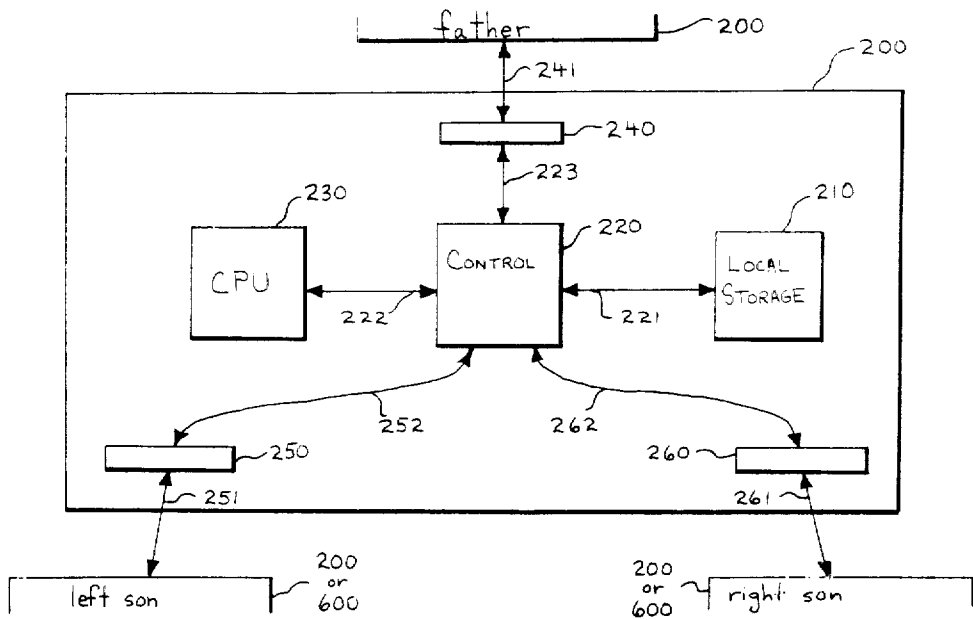 father
200
200
241
240
223
230
220
210
CPU
CONTROL
LOCAL
STORAGE
222
221
252
262
250
260
251
261
left son
200
or
600
200
or
600
right son